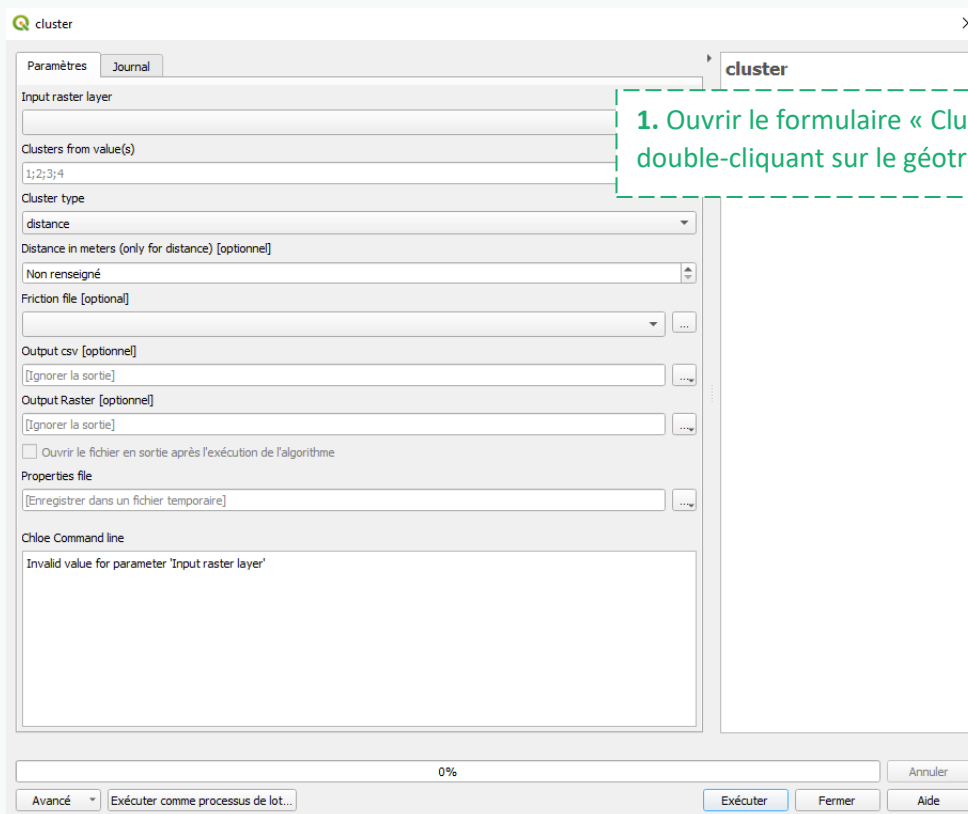 cluster
Paramètres Journal
Input raster layer
Clusters from value(s)
1;2;3;4
Cluster type
distance
Distance in meters (only for distance) [optionnel]
Non renseigné
Friction file [optional]
...
Output csv [optionnel]
[Ignorer la sortie]
...
Output Raster [optionnel]
[Ignorer la sortie]
...
Ouvrir le fichier en sortie après l'exécution de l'algorithme
Properties file
[Enregistrer dans un fichier temporaire]
...
Chloe Command line
Invalid value for parameter 'Input raster layer'
cluster
1. Ouvrir le formulaire « Clu
double-cliquant sur le géotr
0%
Annuler
Avancé Exécuter comme processus de lot... Exécuter Fermer Aide